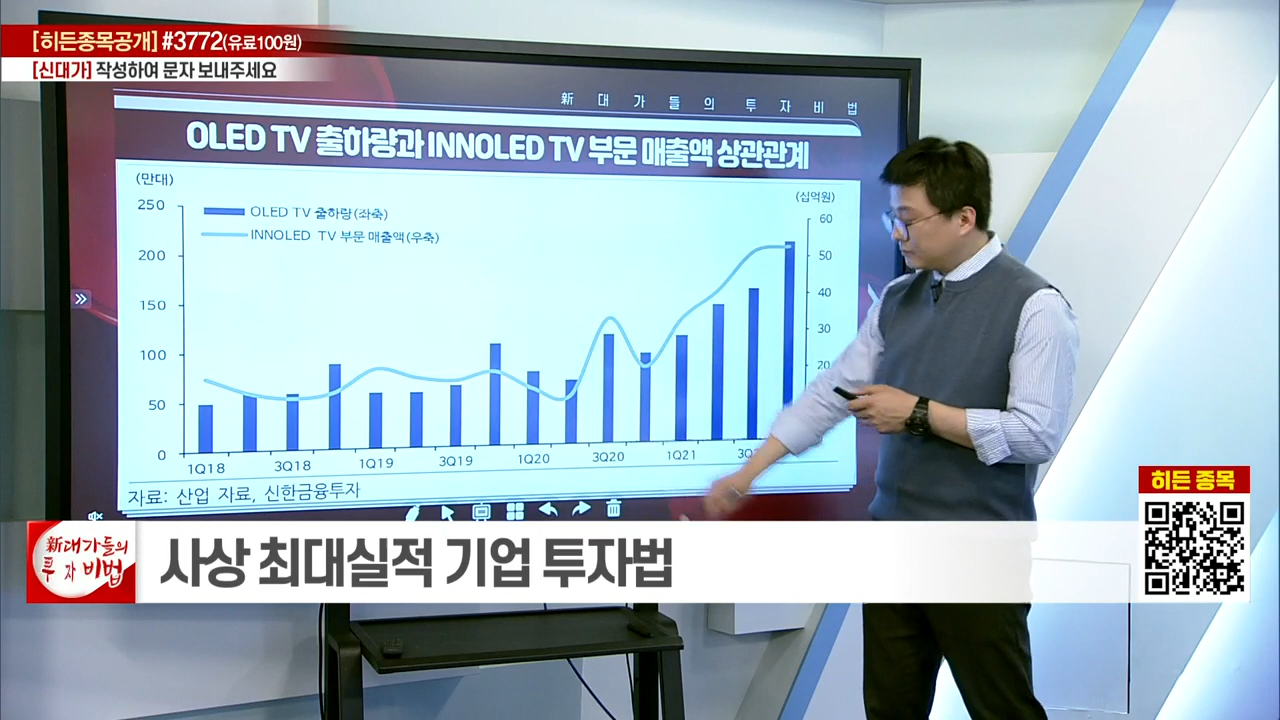 [히든종목공개] #3772(유료100원)
[신대가] 작성하여 문자 보내주세요
新 대 가 들 의 투 자 비 법
OLED TV 출하량과 INNOLED TV 부문 매출액 상관관계
(만대)
(십억원)
250
200
150
100
50
0
OLED TV 출하량(좌축)
INNOLED TV 부문 매출액(우축)
60
50
40
30
20
1Q18 3Q18 1Q19 3Q19 1Q20 3Q20 1Q21
자료: 산업 자료, 신한금융투자
히든 종목
新대가들의
투자 비법
사상 최대실적 기업 투자법